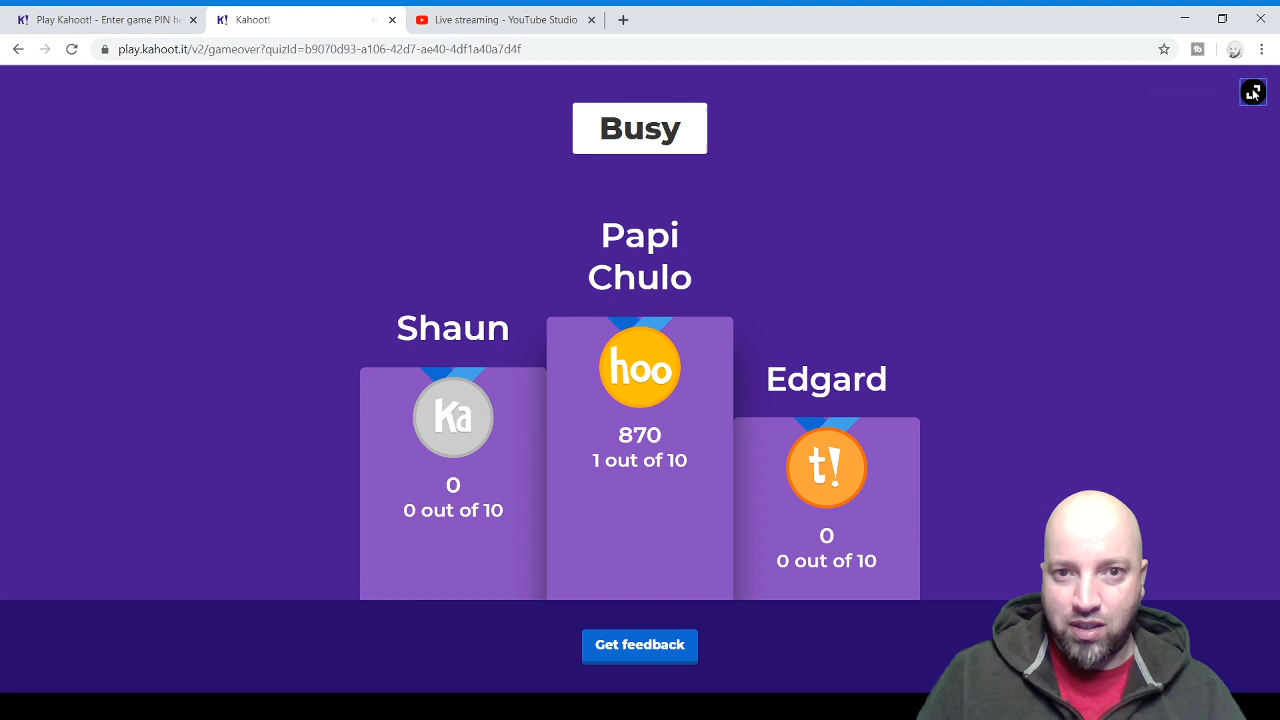 Play Kahoot! - Enter game PIN he
Kahoot!
Live streaming - YouTube Studio
play.kahoot.it/v2/gameover?quizId=b9070d93-a106-42d7-ae40-4df1a40a7d4f
tb
Busy
Papi
Chulo
Shaun
Edgard
hoo
Ka
t!
870
1 out of 10
0
0 out of 10
0
0 out of 10
Get feedback